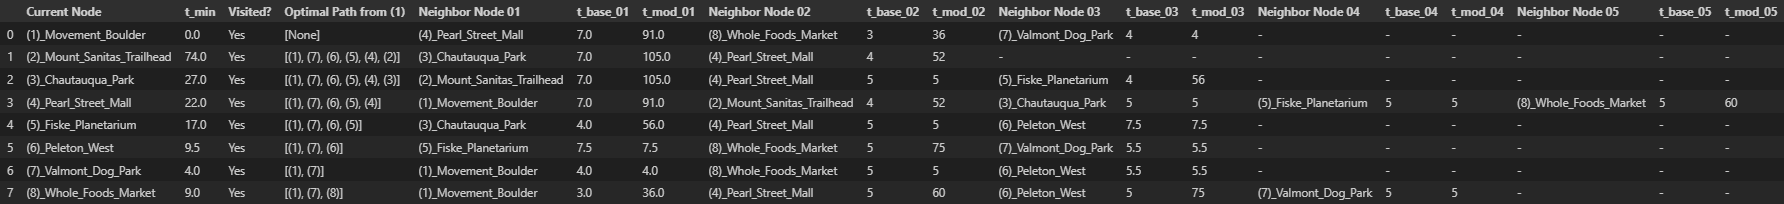 Current Node t_min Visited? Optimal Path from (1) Neighbor Node 01 t_base_01 t_mod_01 Neighbor Node 02 t_base_02 t_mod_02 Neighbor Node 03 t_base_03 t_mod_03 Neighbor Node 04 t_base_04 t_mod_04 Neighbor Node 05 t_base_05 t_mod_05
0 (1)_Movement_Boulder 0.0 Yes [None] (4)_Pearl_Street_Mall 7.0 91.0 (8)_Whole_Foods_Market 3 36 (7)_Valmont_Dog_Park 4 4 - - - - - -
1 (2)_Mount_Sanitas_Trailhead 74.0 Yes [(1), (7), (6), (5), (4), (2)] (3)_Chautauqua_Park 7.0 105.0 (4)_Pearl_Street_Mall 4 52 - - - - - - - - -
2 (3)_Chautauqua_Park 27.0 Yes [(1), (7), (6), (5), (4), (3)] (2)_Mount_Sanitas_Trailhead 7.0 105.0 (4)_Pearl_Street_Mall 5 5 (5)_Fiske_Planetarium 4 56 - - - - - -
3 (4)_Pearl_Street_Mall 22.0 Yes [(1), (7), (6), (5), (4)] (1)_Movement_Boulder 7.0 91.0 (2)_Mount_Sanitas_Trailhead 4 52 (3)_Chautauqua_Park 5 5 (5)_Fiske_Planetarium 5 5 (8)_Whole_Foods_Market 5 60
4 (5)_Fiske_Planetarium 17.0 Yes [(1), (7), (6), (5)] (3)_Chautauqua_Park 4.0 56.0 (4)_Pearl_Street_Mall 5 5 (6)_Peleton_West 7.5 7.5 - - - - - -
5 (6)_Peleton_West 9.5 Yes [(1), (7), (6)] (5)_Fiske_Planetarium 7.5 7.5 (8)_Whole_Foods_Market 5 75 (7)_Valmont_Dog_Park 5.5 5.5 - - - - - -
6 (7)_Valmont_Dog_Park 4.0 Yes [(1), (7)] (1)_Movement_Boulder 4.0 4.0 (8)_Whole_Foods_Market 5 5 (6)_Peleton_West 5.5 5.5 - - - - - -
7 (8)_Whole_Foods_Market 9.0 Yes [(1), (7), (8)] (1)_Movement_Boulder 3.0 36.0 (4)_Pearl_Street_Mall 5 60 (6)_Peleton_West 5 75 (7)_Valmont_Dog_Park 5 5 - - -